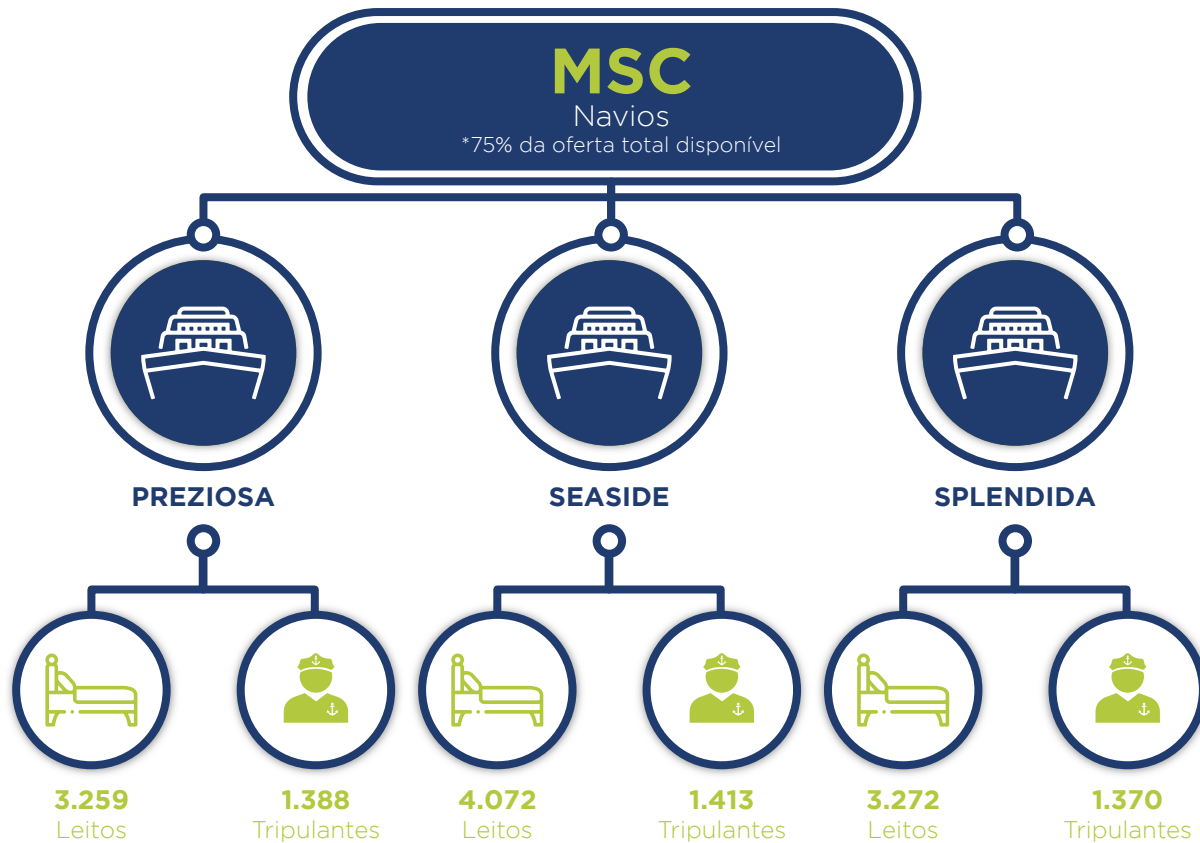 MSC
Navios
*75% da oferta total disponível
PREZIOSA
SEASIDE
SPLENDIDA
3.259
Leitos
1.388
Tripulantes
4.072
Leitos
1.413
Tripulantes
3.272
Leitos
1.370
Tripulantes